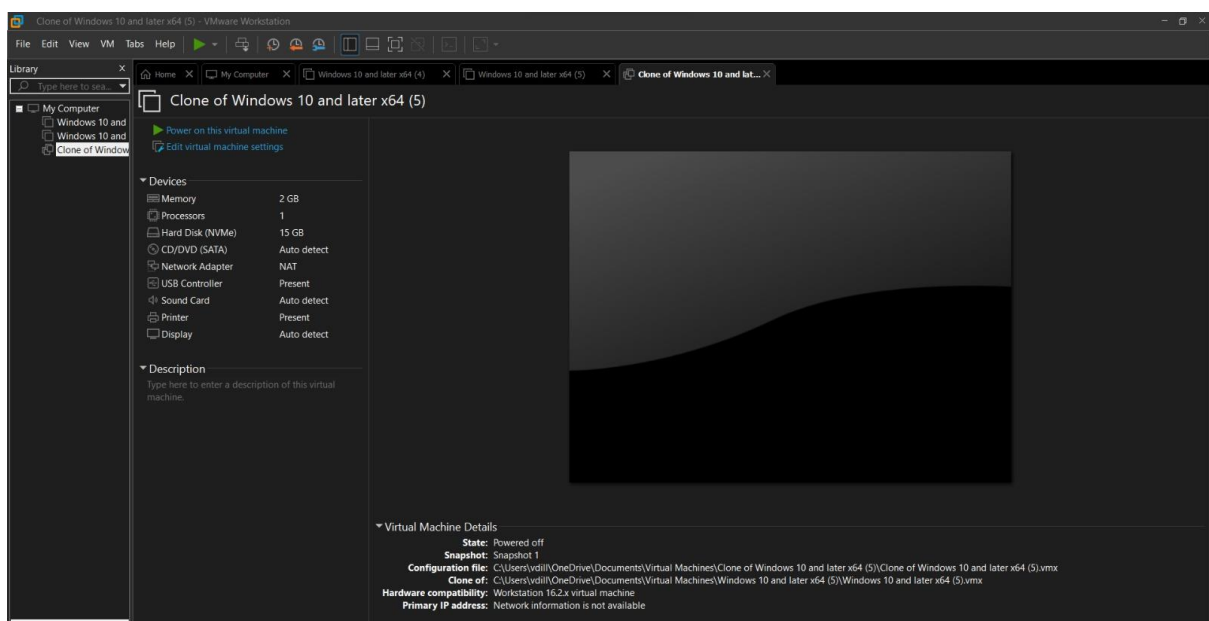 Clone of Windows 10 and later x64 (5) - VMware Workstation
File Edit View VM Tabs Help
Library X
Type here to sea...
My Computer
Windows 10 and
Windows 10 and
Clone of Window
Home X My Computer X Windows 10 and later x64 (4) X Windows 10 and later x64 (5) X Clone of Windows 10 and lat... X
Clone of Windows 10 and later x64 (5)
Power on this virtual machine
Edit virtual machine settings
Devices
Memory 2 GB
Processors 1
Hard Disk (NVMe) 15 GB
CD/DVD (SATA) Auto detect
Network Adapter NAT
USB Controller Present
Sound Card Auto detect
Printer Present
Display Auto detect
Description
Type here to enter a description of this virtual
machine.
Virtual Machine Details
State: Powered off
Snapshot: Snapshot 1
Configuration file: C:\Users\vdill\OneDrive\Documents\Virtual Machines\Clone of Windows 10 and later x64 (5)\Clone of Windows 10 and later x64 (5).vmx
Clone of: C:\Users\vdill\OneDrive\Documents\Virtual Machines\Windows 10 and later x64 (5)\Windows 10 and later x64 (5).vmx
Hardware compatibility: Workstation 16.2.x virtual machine
Primary IP address: Network information is not available